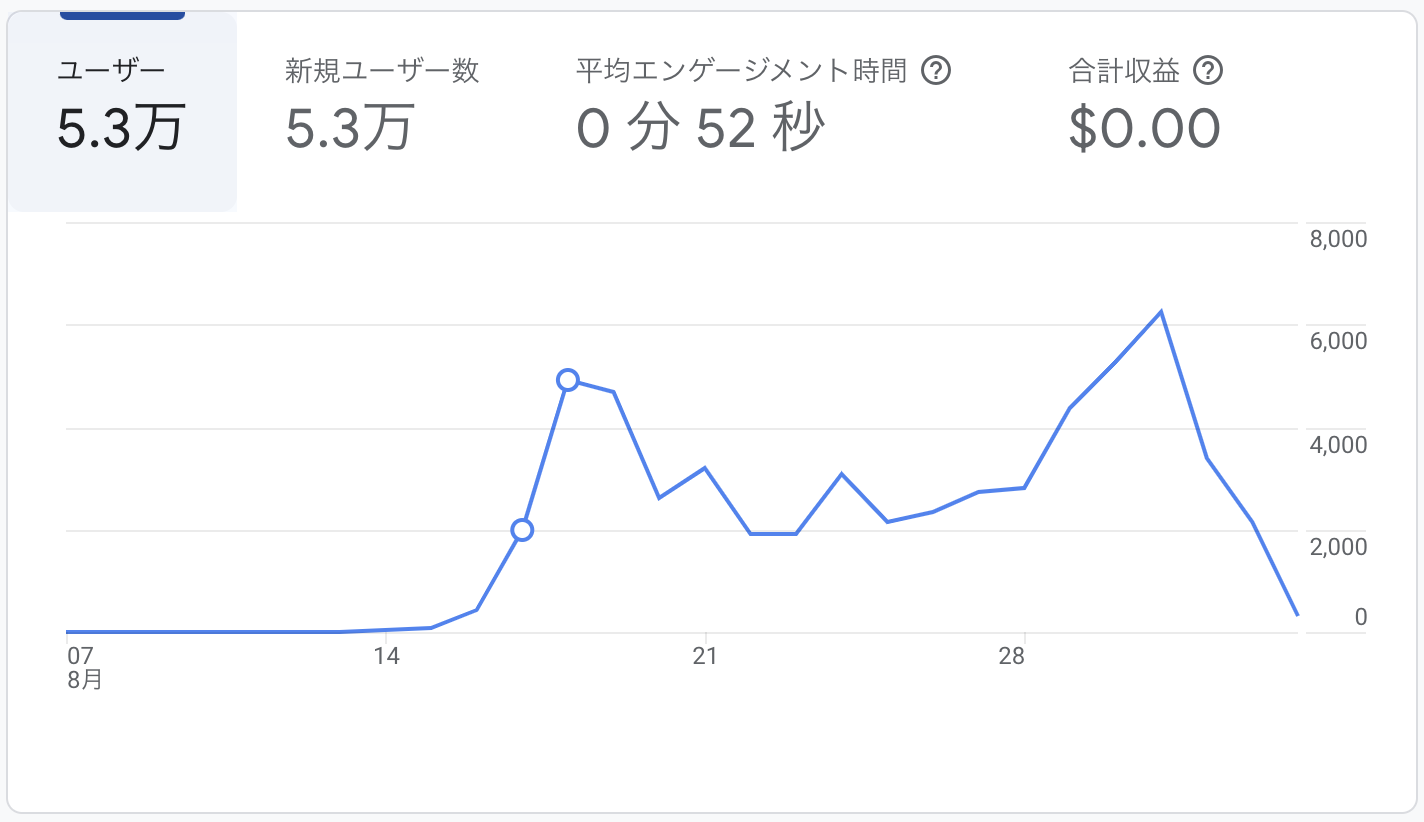 ユーザー
5.3万
新規ユーザー数
5.3万
平均エンゲージメント時間 ?
0 分 52 秒
合計収益 ?
$0.00
8,000
6,000
4,000
2,000
0
07 14 21 28
8月